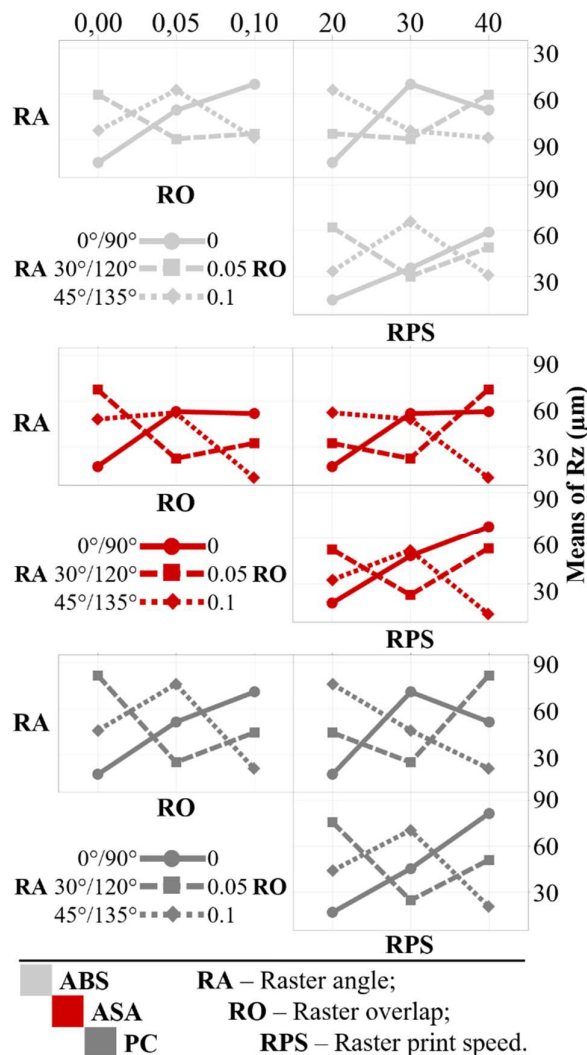 0,00 0,05 0,10 20 30 40
30
RA 60
90
RO 90
0°/90° 0 60
RA 30°/120° 0.05 RO
45°/135° 0.1 30
RPS
90
RA 60
30
RO 90
0°/90° 0 60
RA 30°/120° 0.05 RO
45°/135° 0.1 30
RPS
90
RA 60
30
RO 90
0°/90° 0 60
RA 30°/120° 0.05 RO
45°/135° 0.1 30
RPS
Means of Rz (µm)
ABS RA – Raster angle;
ASA RO – Raster overlap;
PC RPS – Raster print speed.